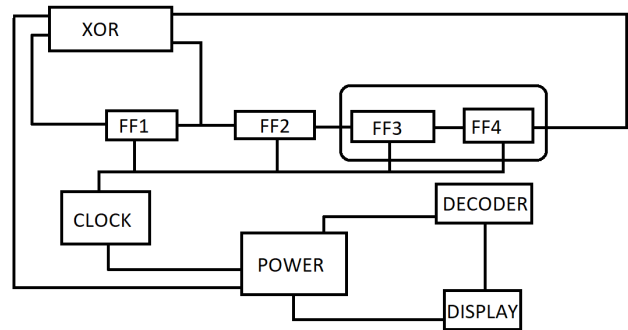 XOR
FF1
FF2
FF3
FF4
CLOCK
DECODER
POWER
DISPLAY